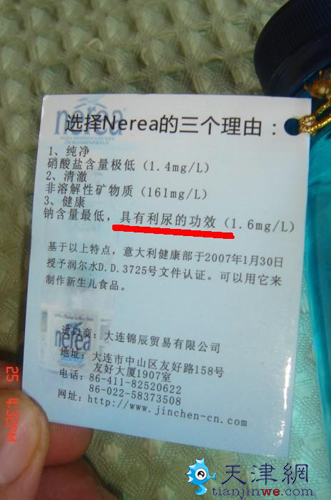 nerea
选择Nerea的三个理由：
1、纯净
硝酸盐含量极低（1.4mg/L）
2、清澈
非溶解性矿物质（161mg/L）
3、健康
钠含量最低，具有利尿的功效（1.6mg/L）
基于以上特点，意大利健康部于2007年1月30日
授予润尔水D.D.3725号文件认证。可以用它来
制作新生儿食品。
nerea
进口商：大连锦辰贸易有限公司
地址：大连市中山区友好路158号
友好大厦1907室
电话：86-411-82520622
86-022-58373508
网址：http://www.jinchen-cn.com
天津網
tianjinwe.com